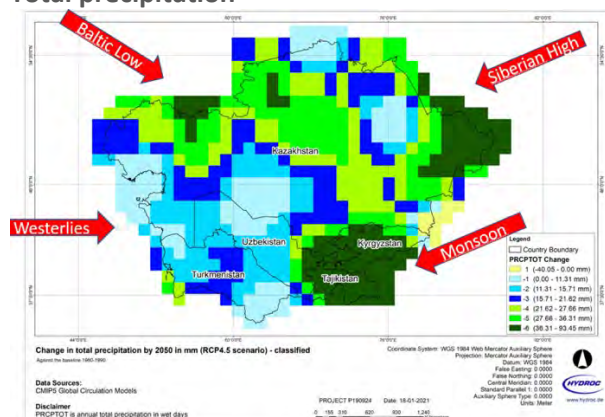 Total precipitation
Baltic Low
Siberian High
Kazakhstan
Westerlies
Uzbekistan
Kyrgyzstan
Monsoon
Turkmenistan
Tajikistan
Legend
Country Boundary
PRCPTOT Change
1 (-40.05 - 0.00 mm)
-1 (0.00 - 11.31 mm)
-2 (11.31 - 15.71 mm)
-3 (15.71 - 21.62 mm)
-4 (21.62 - 27.66 mm)
-5 (27.66 - 36.31 mm)
-6 (36.31 - 93.45 mm)
Change in total precipitation by 2050 in mm (RCP4.5 scenario) - classified
Against the baseline 1960-1990
Data Sources:
CMIP5 Global Circulation Models
Disclaimer
PRCPTOT is annual total precipitation in wet days
PROJECT P190924 Date: 18-01-2021
Coordinate System: WGS 1984 Web Mercator Auxiliary Sphere
Projection: Mercator Auxiliary Sphere
Datum: WGS 1984
False Easting: 0.0000
False Northing: 0.0000
Central Meridian: 0.0000
Standard Parallel 1: 0.0000
Auxiliary Sphere Type: 0.0000
Units: Meter
HYDROC
www.hydroc.de